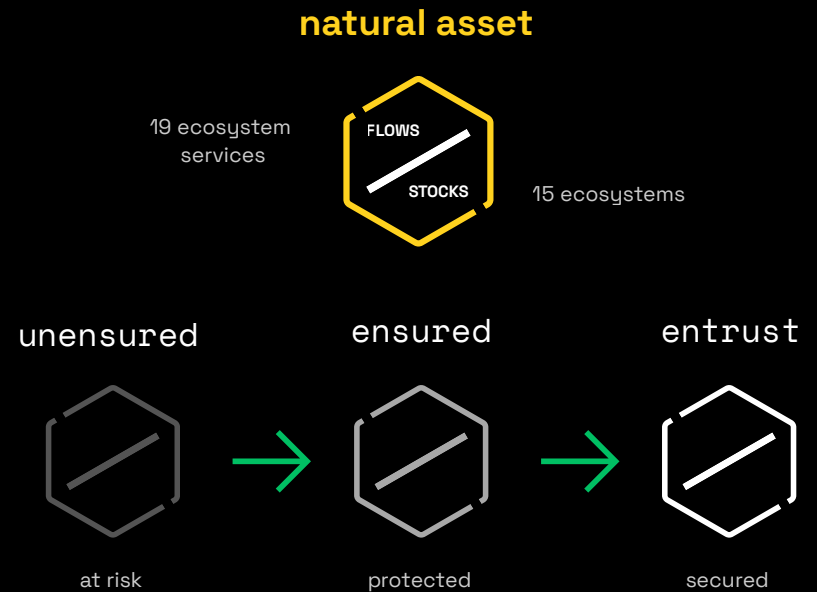 natural asset
19 ecosystem
services
FLOWS
STOCKS
15 ecosystems
unensured
ensured
entrust
at risk
protected
secured